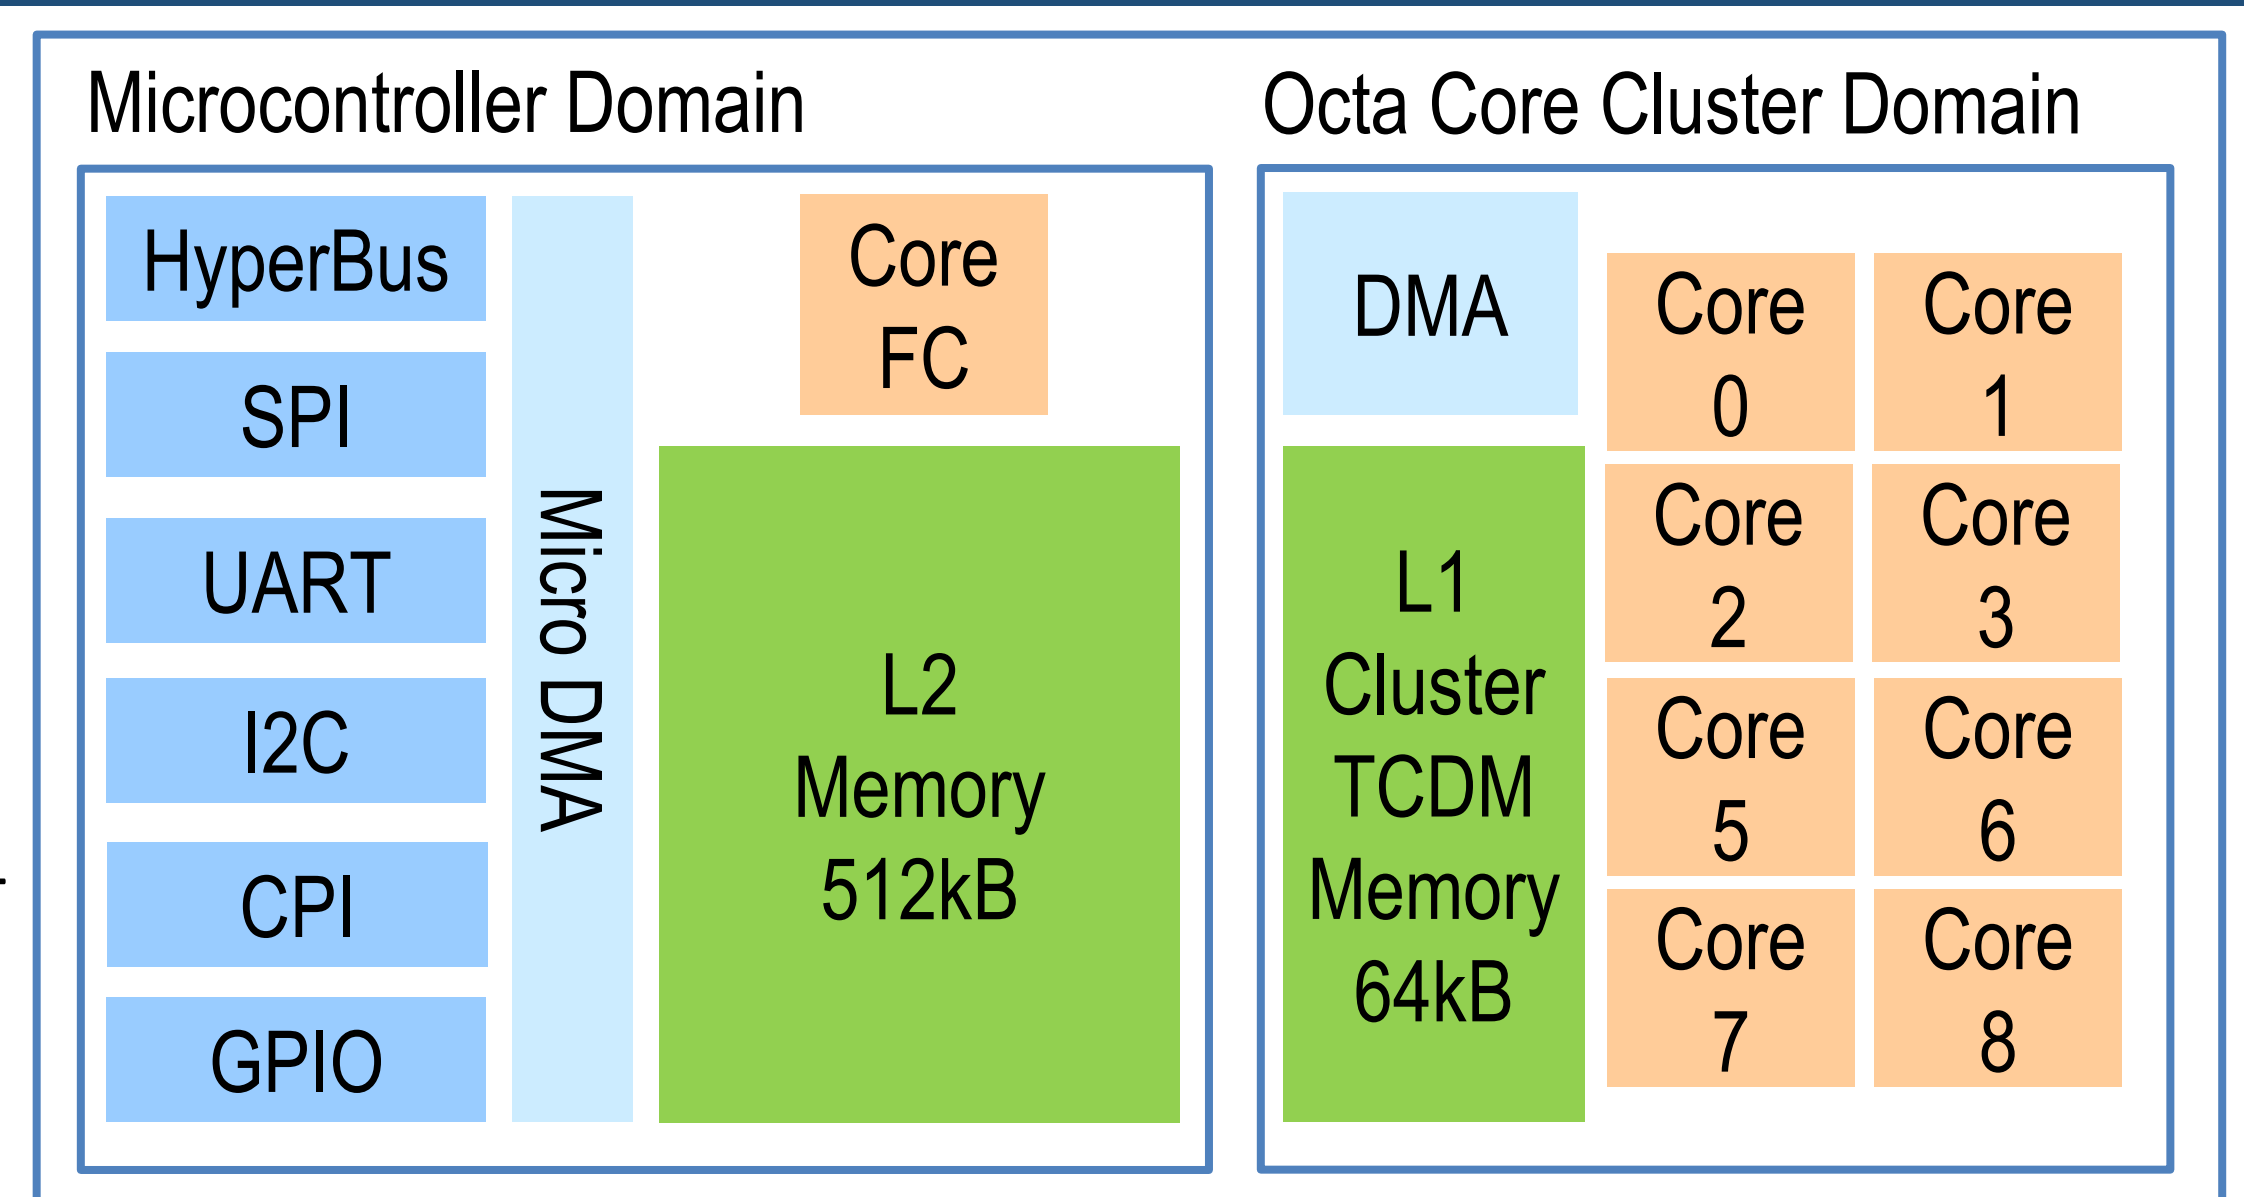 Microcontroller Domain
HyperBus
SPI
UART
I2C
CPI
GPIO
Micro DMA
Core
FC
L2
Memory
512kB
Octa Core Cluster Domain
DMA
L1
Cluster
TCDM
Memory
64kB
Core
0
Core
1
Core
2
Core
3
Core
5
Core
6
Core
7
Core
8